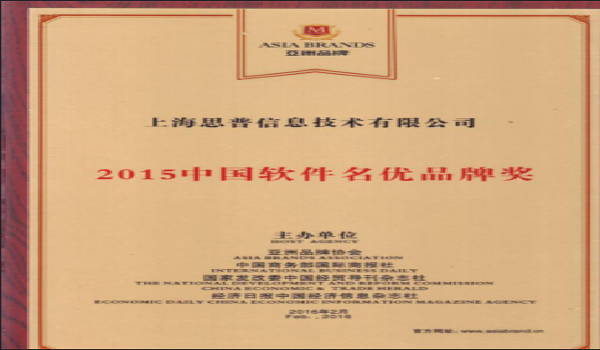 M
ASIA BRANDS
亚洲品牌
上海思普信息技术有限公司
2015中国软件名优品牌奖
主办单位
HOST AGENCY
亚洲品牌协会
ASIA BRANDS ASSOCIATION
中国商务部国际商报社
INTERNATIONAL BUSINESS DAILY
国家发改委中国经贸导刊杂志社
THE NATIONAL DEVELOPMENT AND REFORM COMMISSION
CHINA ECONOMIC & TRADE HERALD
经济日报中国经济信息杂志社
ECONOMIC DAILY CHINA ECONOMIC INFORMATION MAGAZINE AGENCY
2016年2月
Feb. , 2016
官方网站: www.asiabrand.cn